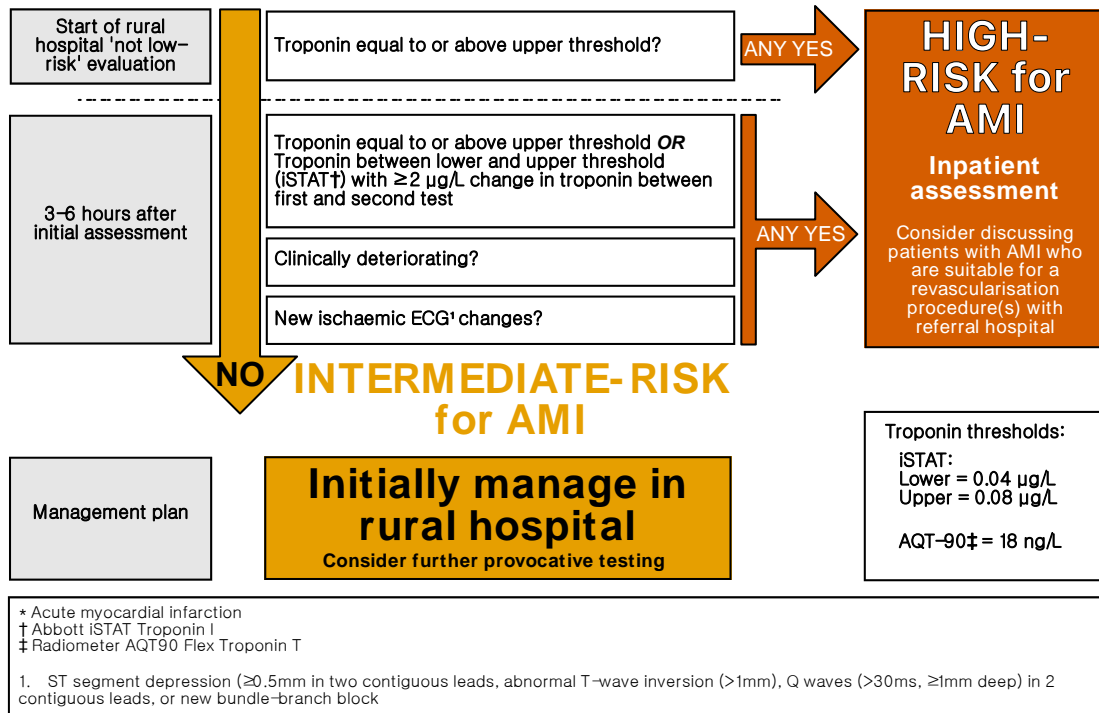 Start of rural
hospital 'not low-
risk' evaluation
Troponin equal to or above upper threshold?
ANY YES
HIGH-
RISK for
AMI
Inpatient
assessment
Consider discussing
patients with AMI who
are suitable for a
revascularisation
procedure(s) with
referral hospital
3-6 hours after
initial assessment
Troponin equal to or above upper threshold OR
Troponin between lower and upper threshold
(iSTAT†) with ≥2 µg/L change in troponin between
first and second test
Clinically deteriorating?
New ischaemic ECG¹ changes?
ANY YES
NO
INTERMEDIATE-RISK
for AMI
Management plan
Initially manage in
rural hospital
Consider further provocative testing
Troponin thresholds:
iSTAT:
Lower = 0.04 µg/L
Upper = 0.08 µg/L
AQT-90‡ = 18 ng/L
* Acute myocardial infarction
† Abbott iSTAT Troponin I
‡ Radiometer AQT90 Flex Troponin T
1. ST segment depression (≥0.5mm in two contiguous leads, abnormal T-wave inversion (>1mm), Q waves (>30ms, ≥1mm deep) in 2
contiguous leads, or new bundle-branch block